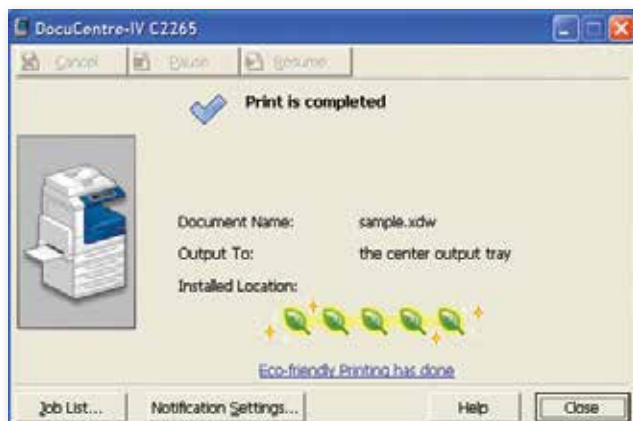 DocuCentre-IV C2265
Cancel Pause Resume
Print is completed
Document Name: sample.xdw
Output To: the center output tray
Installed Location:
Eco-friendly Printing has done
Job List... Notification Settings... Help Close